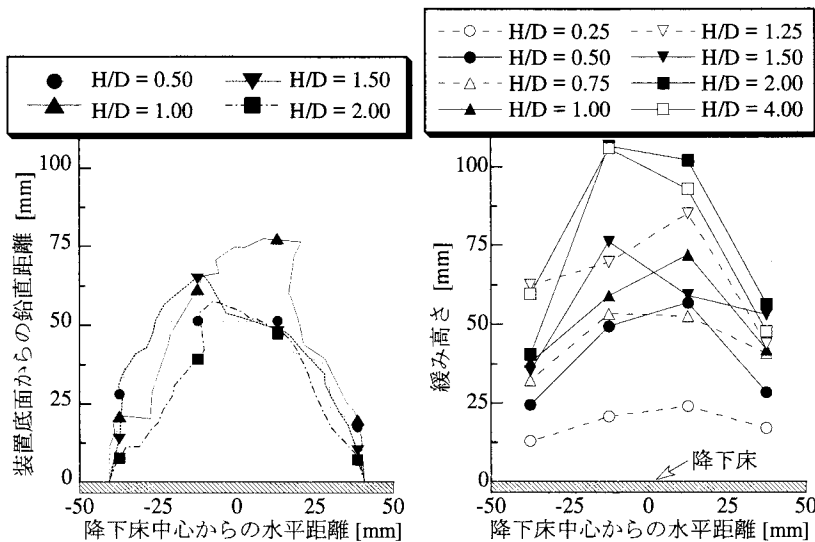 H/D = 0.50
H/D = 1.50
H/D = 1.00
H/D = 2.00
装置底面からの鉛直距離 [mm]
100
75
50
25
0
-50
-25
0
25
50
降下床中心からの水平距離 [mm]
H/D = 0.25
H/D = 1.25
H/D = 0.50
H/D = 1.50
H/D = 0.75
H/D = 2.00
H/D = 1.00
H/D = 4.00
緩み高さ [mm]
100
75
50
25
0
降下床
-50
-25
0
25
50
降下床中心からの水平距離 [mm]